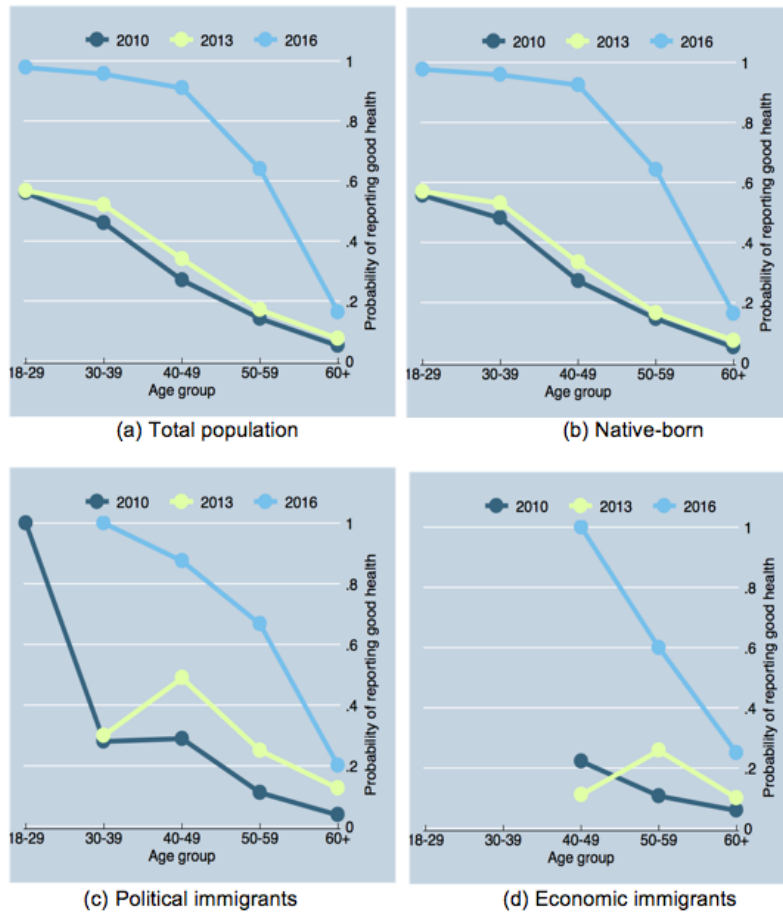 2010 2013 2016
1
.8
.6
.4
.2
0
Probability of reporting good health
18-29 30-39 40-49 50-59 60+
Age group
(a) Total population
2010 2013 2016
1
.8
.6
.4
.2
0
Probability of reporting good health
18-29 30-39 40-49 50-59 60+
Age group
(b) Native-born
2010 2013 2016
1
.8
.6
.4
.2
0
Probability of reporting good health
18-29 30-39 40-49 50-59 60+
Age group
(c) Political immigrants
2010 2013 2016
1
.8
.6
.4
.2
0
Probability of reporting good health
18-29 30-39 40-49 50-59 60+
Age group
(d) Economic immigrants